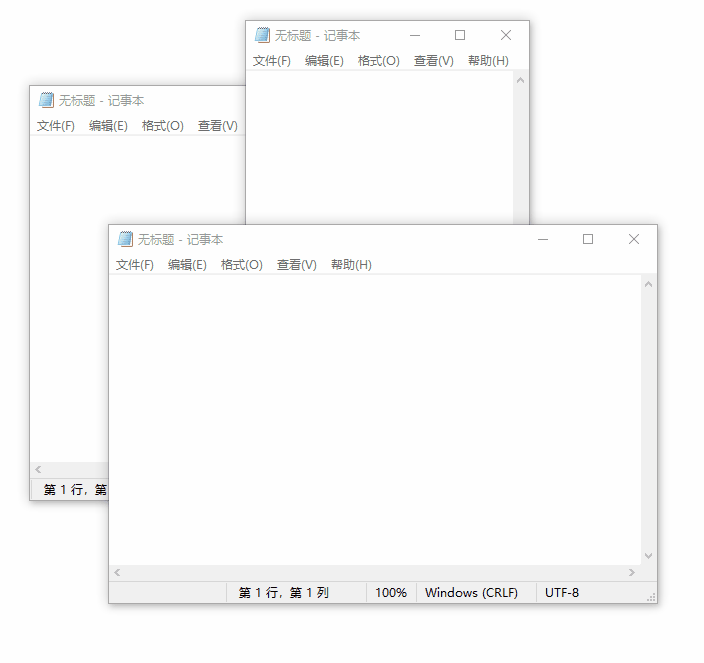 无标题 - 记事本
文件(F) 编辑(E) 格式(O) 查看(V) 帮助(H)
无标题 - 记事本
文件(F) 编辑(E) 格式(O) 查看(V)
第 1 行，第
无标题 - 记事本
文件(F) 编辑(E) 格式(O) 查看(V) 帮助(H)
第 1 行，第 1 列 100% Windows (CRLF) UTF-8